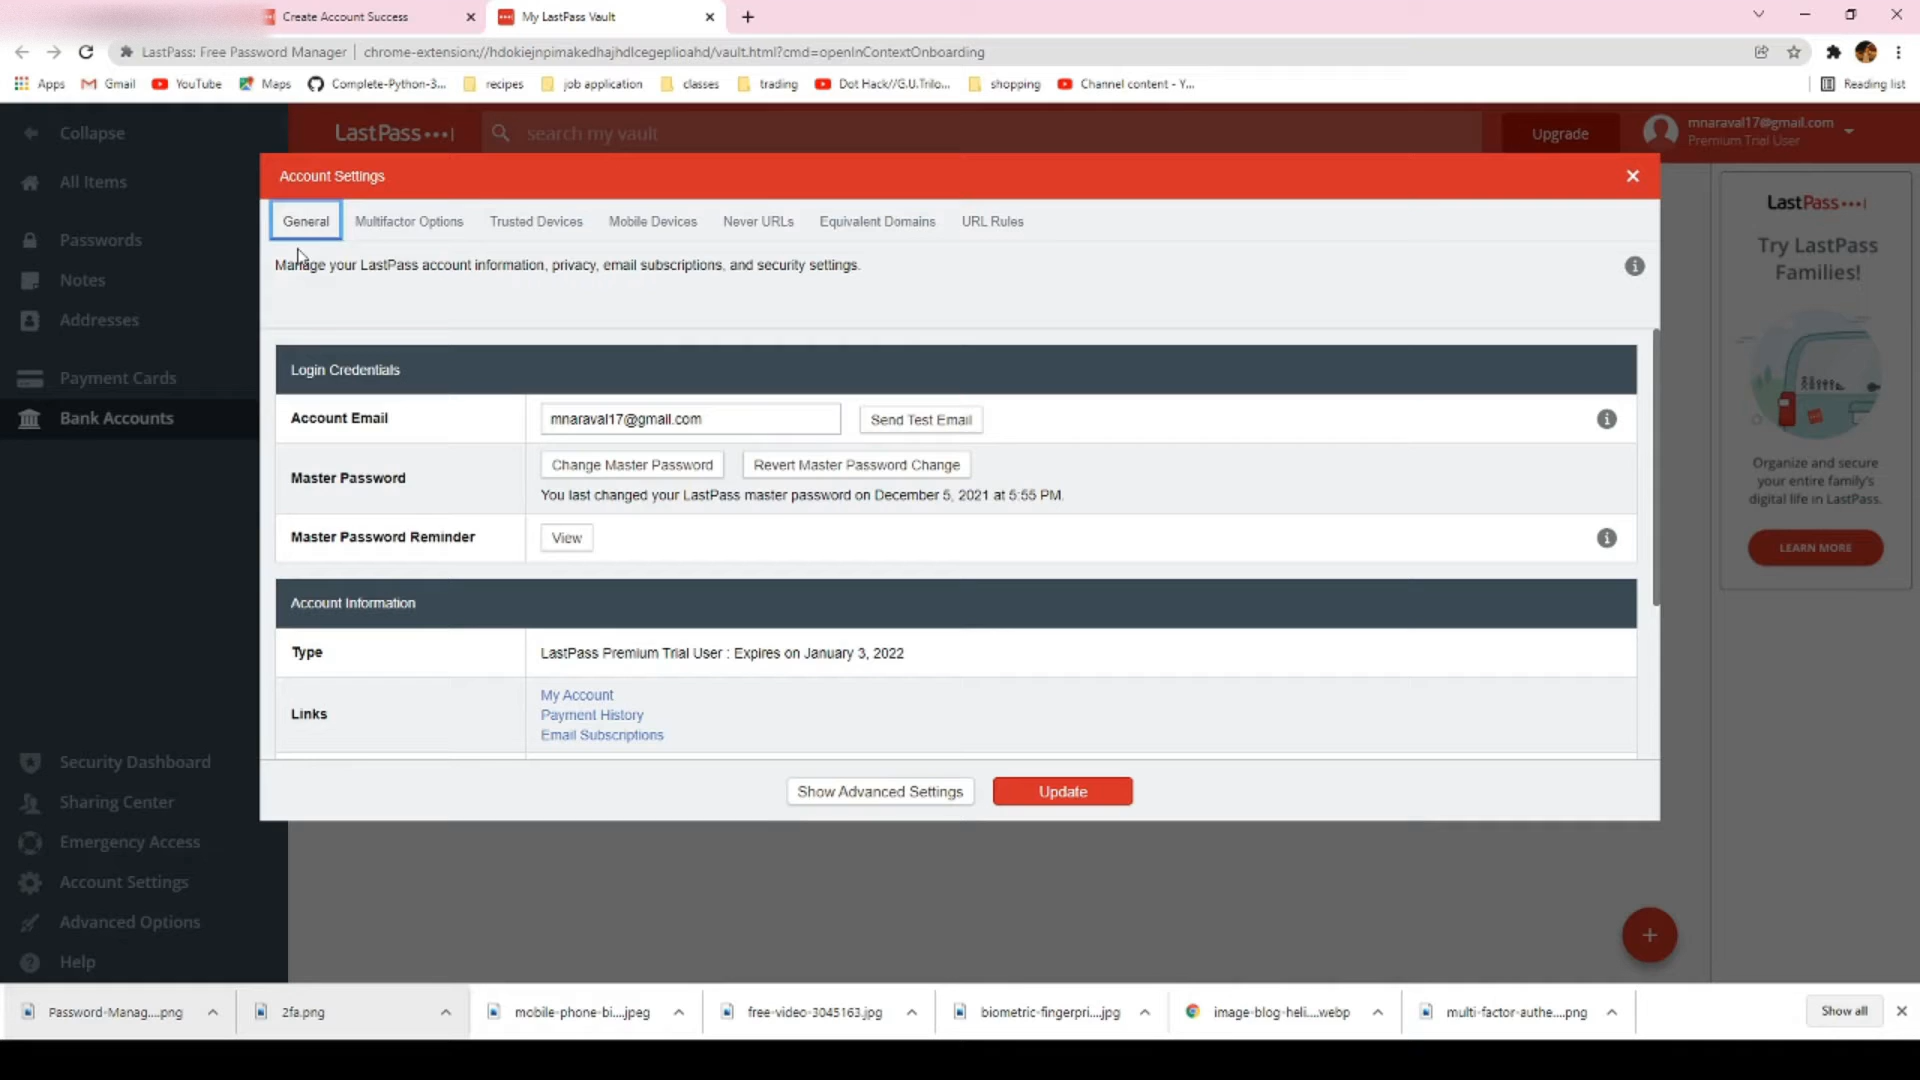 Create Account Success
My LastPass Vault
LastPass: Free Password Manager | chrome-extension://hdokiejnpimakedhajhdlcegeplioahd/vault.html?cmd=openInContextOnboarding
Apps Gmail YouTube Maps Complete-Python-3... recipes job application classes trading Dot Hack//G.U.Trilo... shopping Channel content - Y... Reading list
Collapse
LastPass
search my vault
Upgrade
mnaraval17@gmail.com
Premium Trial User
All Items
Passwords
Notes
Addresses
Payment Cards
Bank Accounts
Security Dashboard
Sharing Center
Emergency Access
Account Settings
Advanced Options
Help
Account Settings
General Multifactor Options Trusted Devices Mobile Devices Never URLs Equivalent Domains URL Rules
Manage your LastPass account information, privacy, email subscriptions, and security settings.
Login Credentials
Account Email mnaraval17@gmail.com Send Test Email
Master Password Change Master Password Revert Master Password Change
You last changed your LastPass master password on December 5, 2021 at 5:55 PM.
Master Password Reminder View
Account Information
Type LastPass Premium Trial User : Expires on January 3, 2022
Links My Account
Payment History
Email Subscriptions
Show Advanced Settings Update
LastPass
Try LastPass
Families!
Organize and secure
your entire family's
digital life in LastPass.
LEARN MORE
Password-Manag....png 2fa.png mobile-phone-bi....jpeg free-video-3045163.jpg biometric-fingerpri....jpg image-blog-heli....webp multi-factor-authe....png Show all